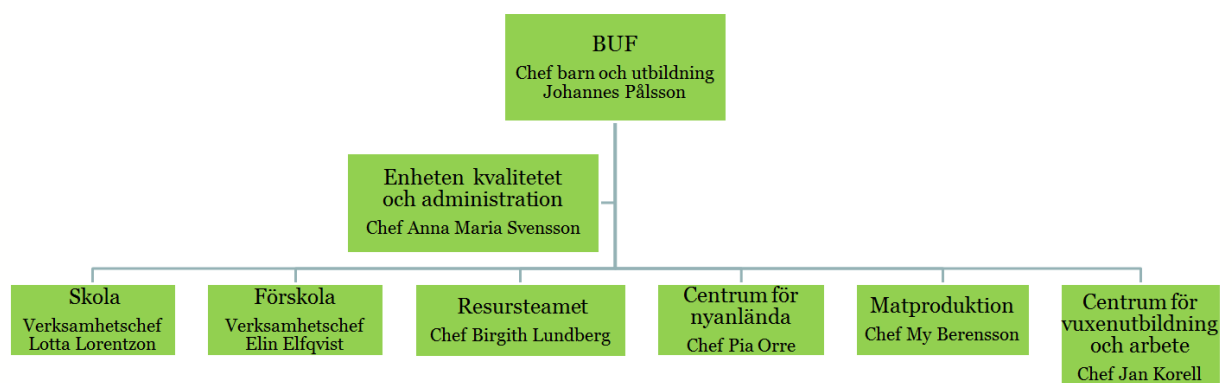 BUF
Chef barn och utbildning
Johannes Pålsson
Enheten kvalitetet
och administration
Chef Anna Maria Svensson
Skola
Verksamhetschef
Lotta Lorentzon
Förskola
Verksamhetschef
Elin Elfqvist
Resursteamet
Chef Birgith Lundberg
Centrum för
nyanlända
Chef Pia Orre
Matproduktion
Chef My Berensson
Centrum för
vuxenutbildning
och arbete
Chef Jan Korell